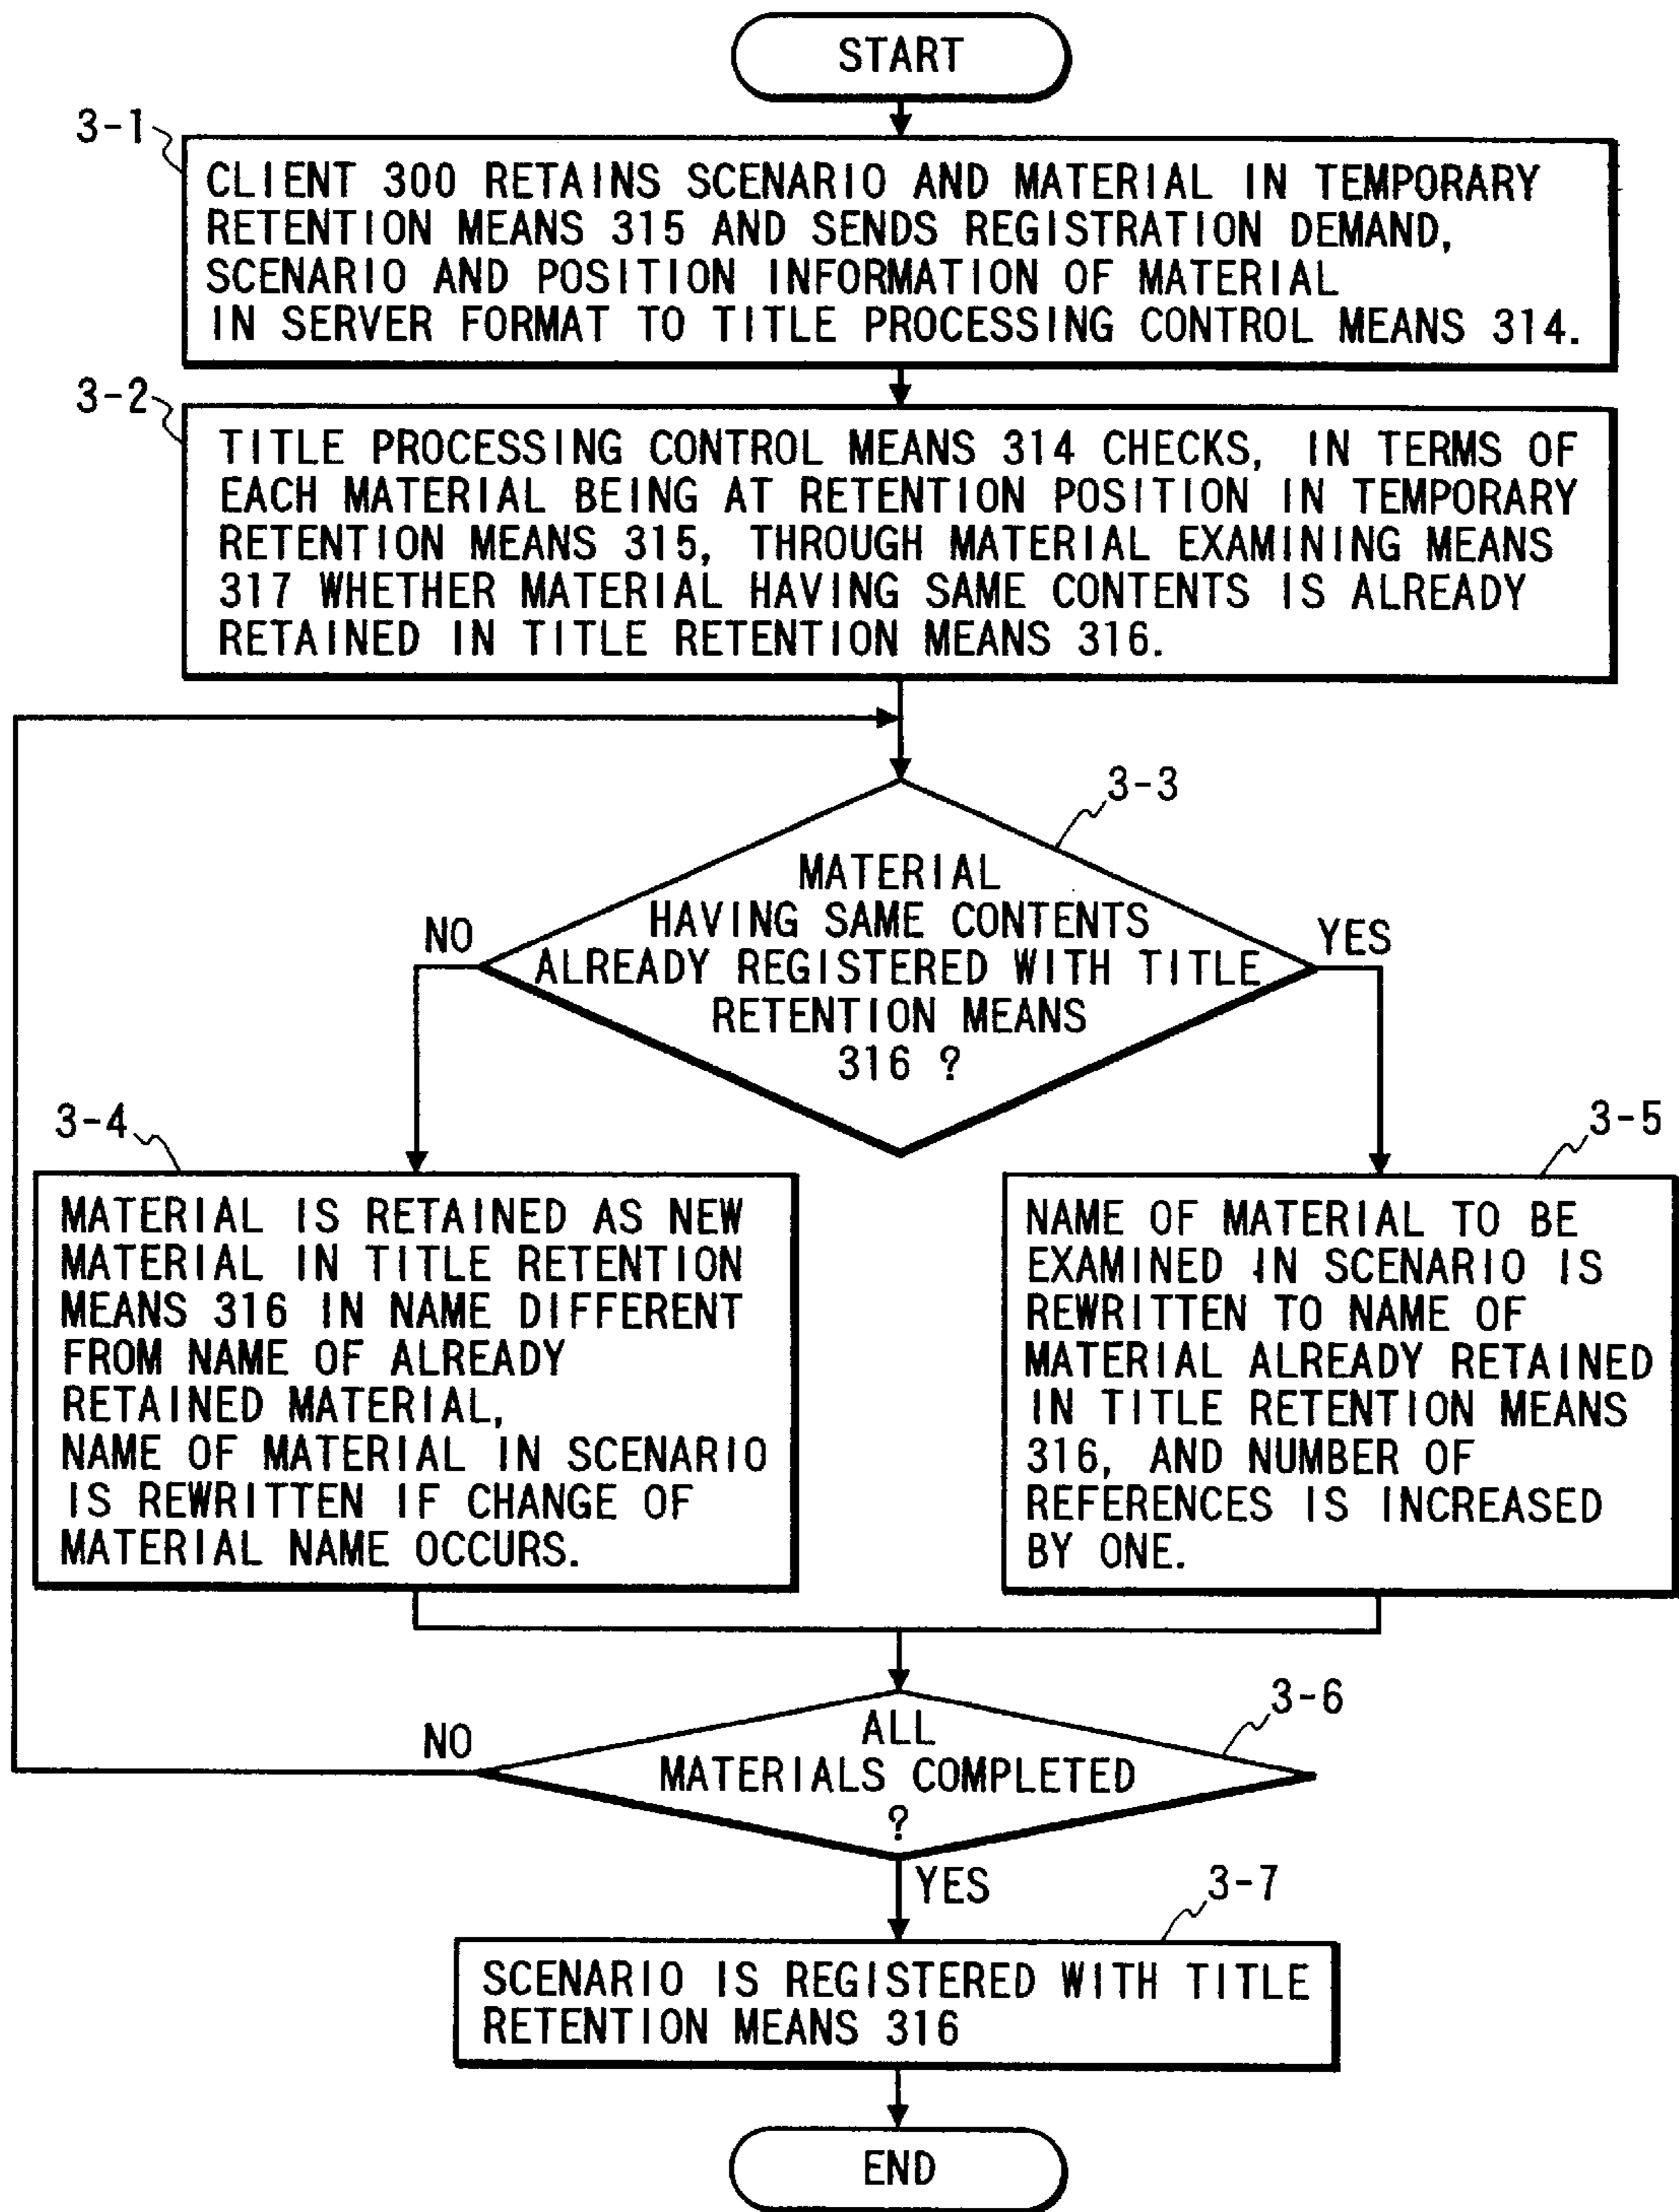 START
3-1
CLIENT 300 RETAINS SCENARIO AND MATERIAL IN TEMPORARY
RETENTION MEANS 315 AND SENDS REGISTRATION DEMAND,
SCENARIO AND POSITION INFORMATION OF MATERIAL
IN SERVER FORMAT TO TITLE PROCESSING CONTROL MEANS 314.
3-2
TITLE PROCESSING CONTROL MEANS 314 CHECKS, IN TERMS OF
EACH MATERIAL BEING AT RETENTION POSITION IN TEMPORARY
RETENTION MEANS 315, THROUGH MATERIAL EXAMINING MEANS
317 WHETHER MATERIAL HAVING SAME CONTENTS IS ALREADY
RETAINED IN TITLE RETENTION MEANS 316.
3-3
MATERIAL
HAVING SAME CONTENTS
ALREADY REGISTERED WITH TITLE
RETENTION MEANS
316 ?
NO
YES
3-4
MATERIAL IS RETAINED AS NEW
MATERIAL IN TITLE RETENTION
MEANS 316 IN NAME DIFFERENT
FROM NAME OF ALREADY
RETAINED MATERIAL,
NAME OF MATERIAL IN SCENARIO
IS REWRITTEN IF CHANGE OF
MATERIAL NAME OCCURS.
3-5
NAME OF MATERIAL TO BE
EXAMINED IN SCENARIO IS
REWRITTEN TO NAME OF
MATERIAL ALREADY RETAINED
IN TITLE RETENTION MEANS
316, AND NUMBER OF
REFERENCES IS INCREASED
BY ONE.
3-6
ALL
MATERIALS COMPLETED
?
NO
YES
3-7
SCENARIO IS REGISTERED WITH TITLE
RETENTION MEANS 316
END